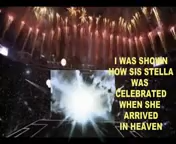 I WAS SHOWN
HOW SIS STELLA
WAS
CELEBRATED
WHEN SHE
ARRIVED
IN HEAVEN